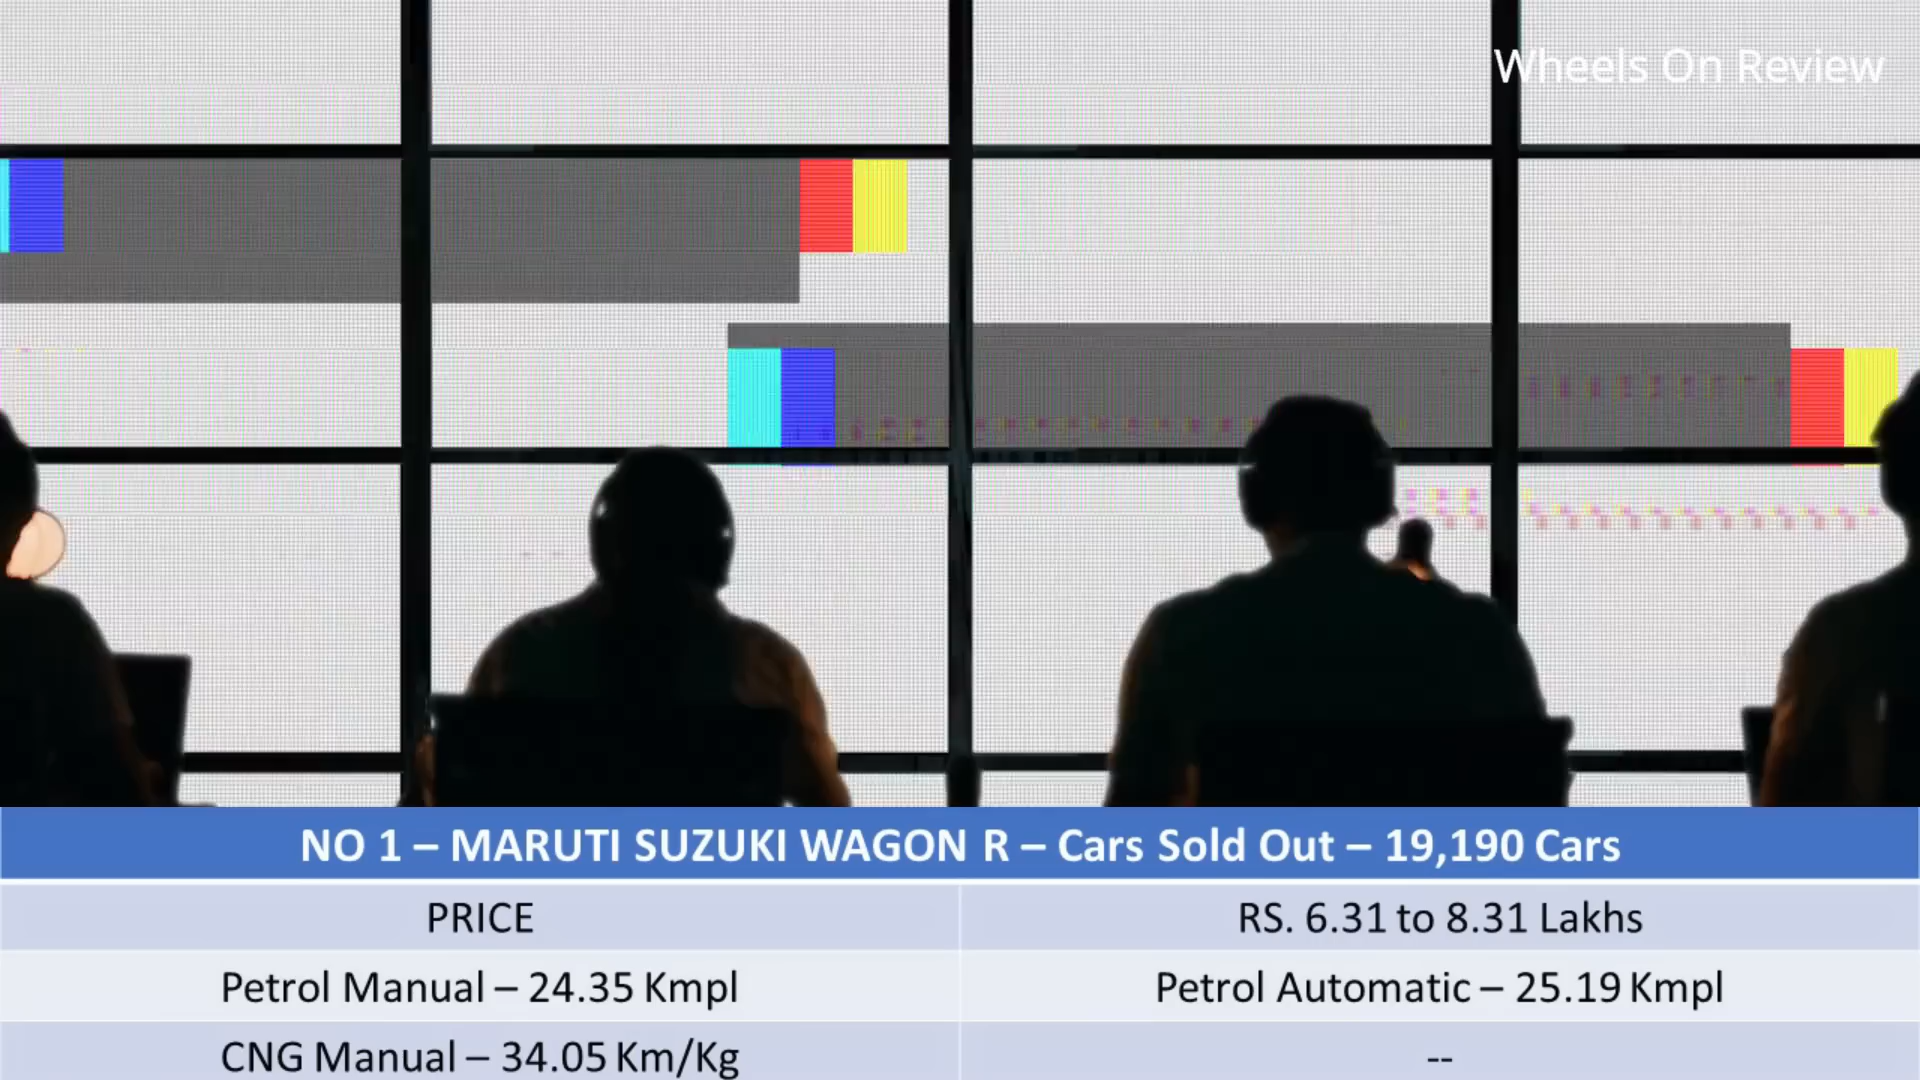 Wheels On Review
NO 1 – MARUTI SUZUKI WAGON R – Cars Sold Out – 19,190 Cars
PRICE
RS. 6.31 to 8.31 Lakhs
Petrol Manual – 24.35 Kmpl
Petrol Automatic – 25.19 Kmpl
CNG Manual – 34.05 Km/Kg
--